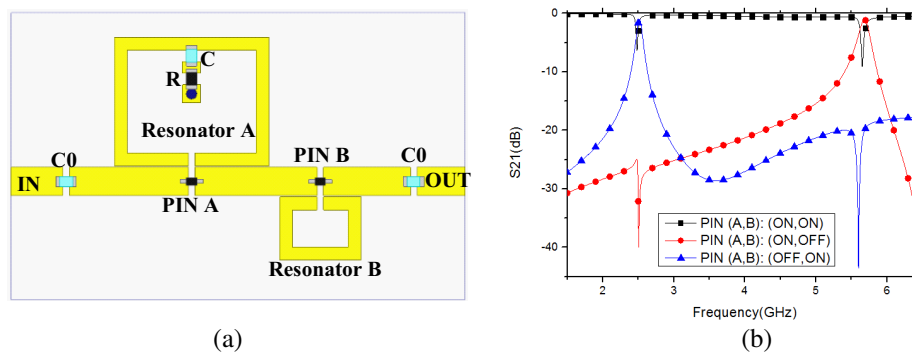 C
R
Resonator A
C0
PIN B
C0
IN
OUT
PIN A
Resonator B
(a)
0
-10
-20
-30
-40
S21(dB)
PIN (A,B): (ON,ON)
PIN (A,B): (ON,OFF)
PIN (A,B): (OFF,ON)
2
3
4
5
6
Frequency(GHz)
(b)